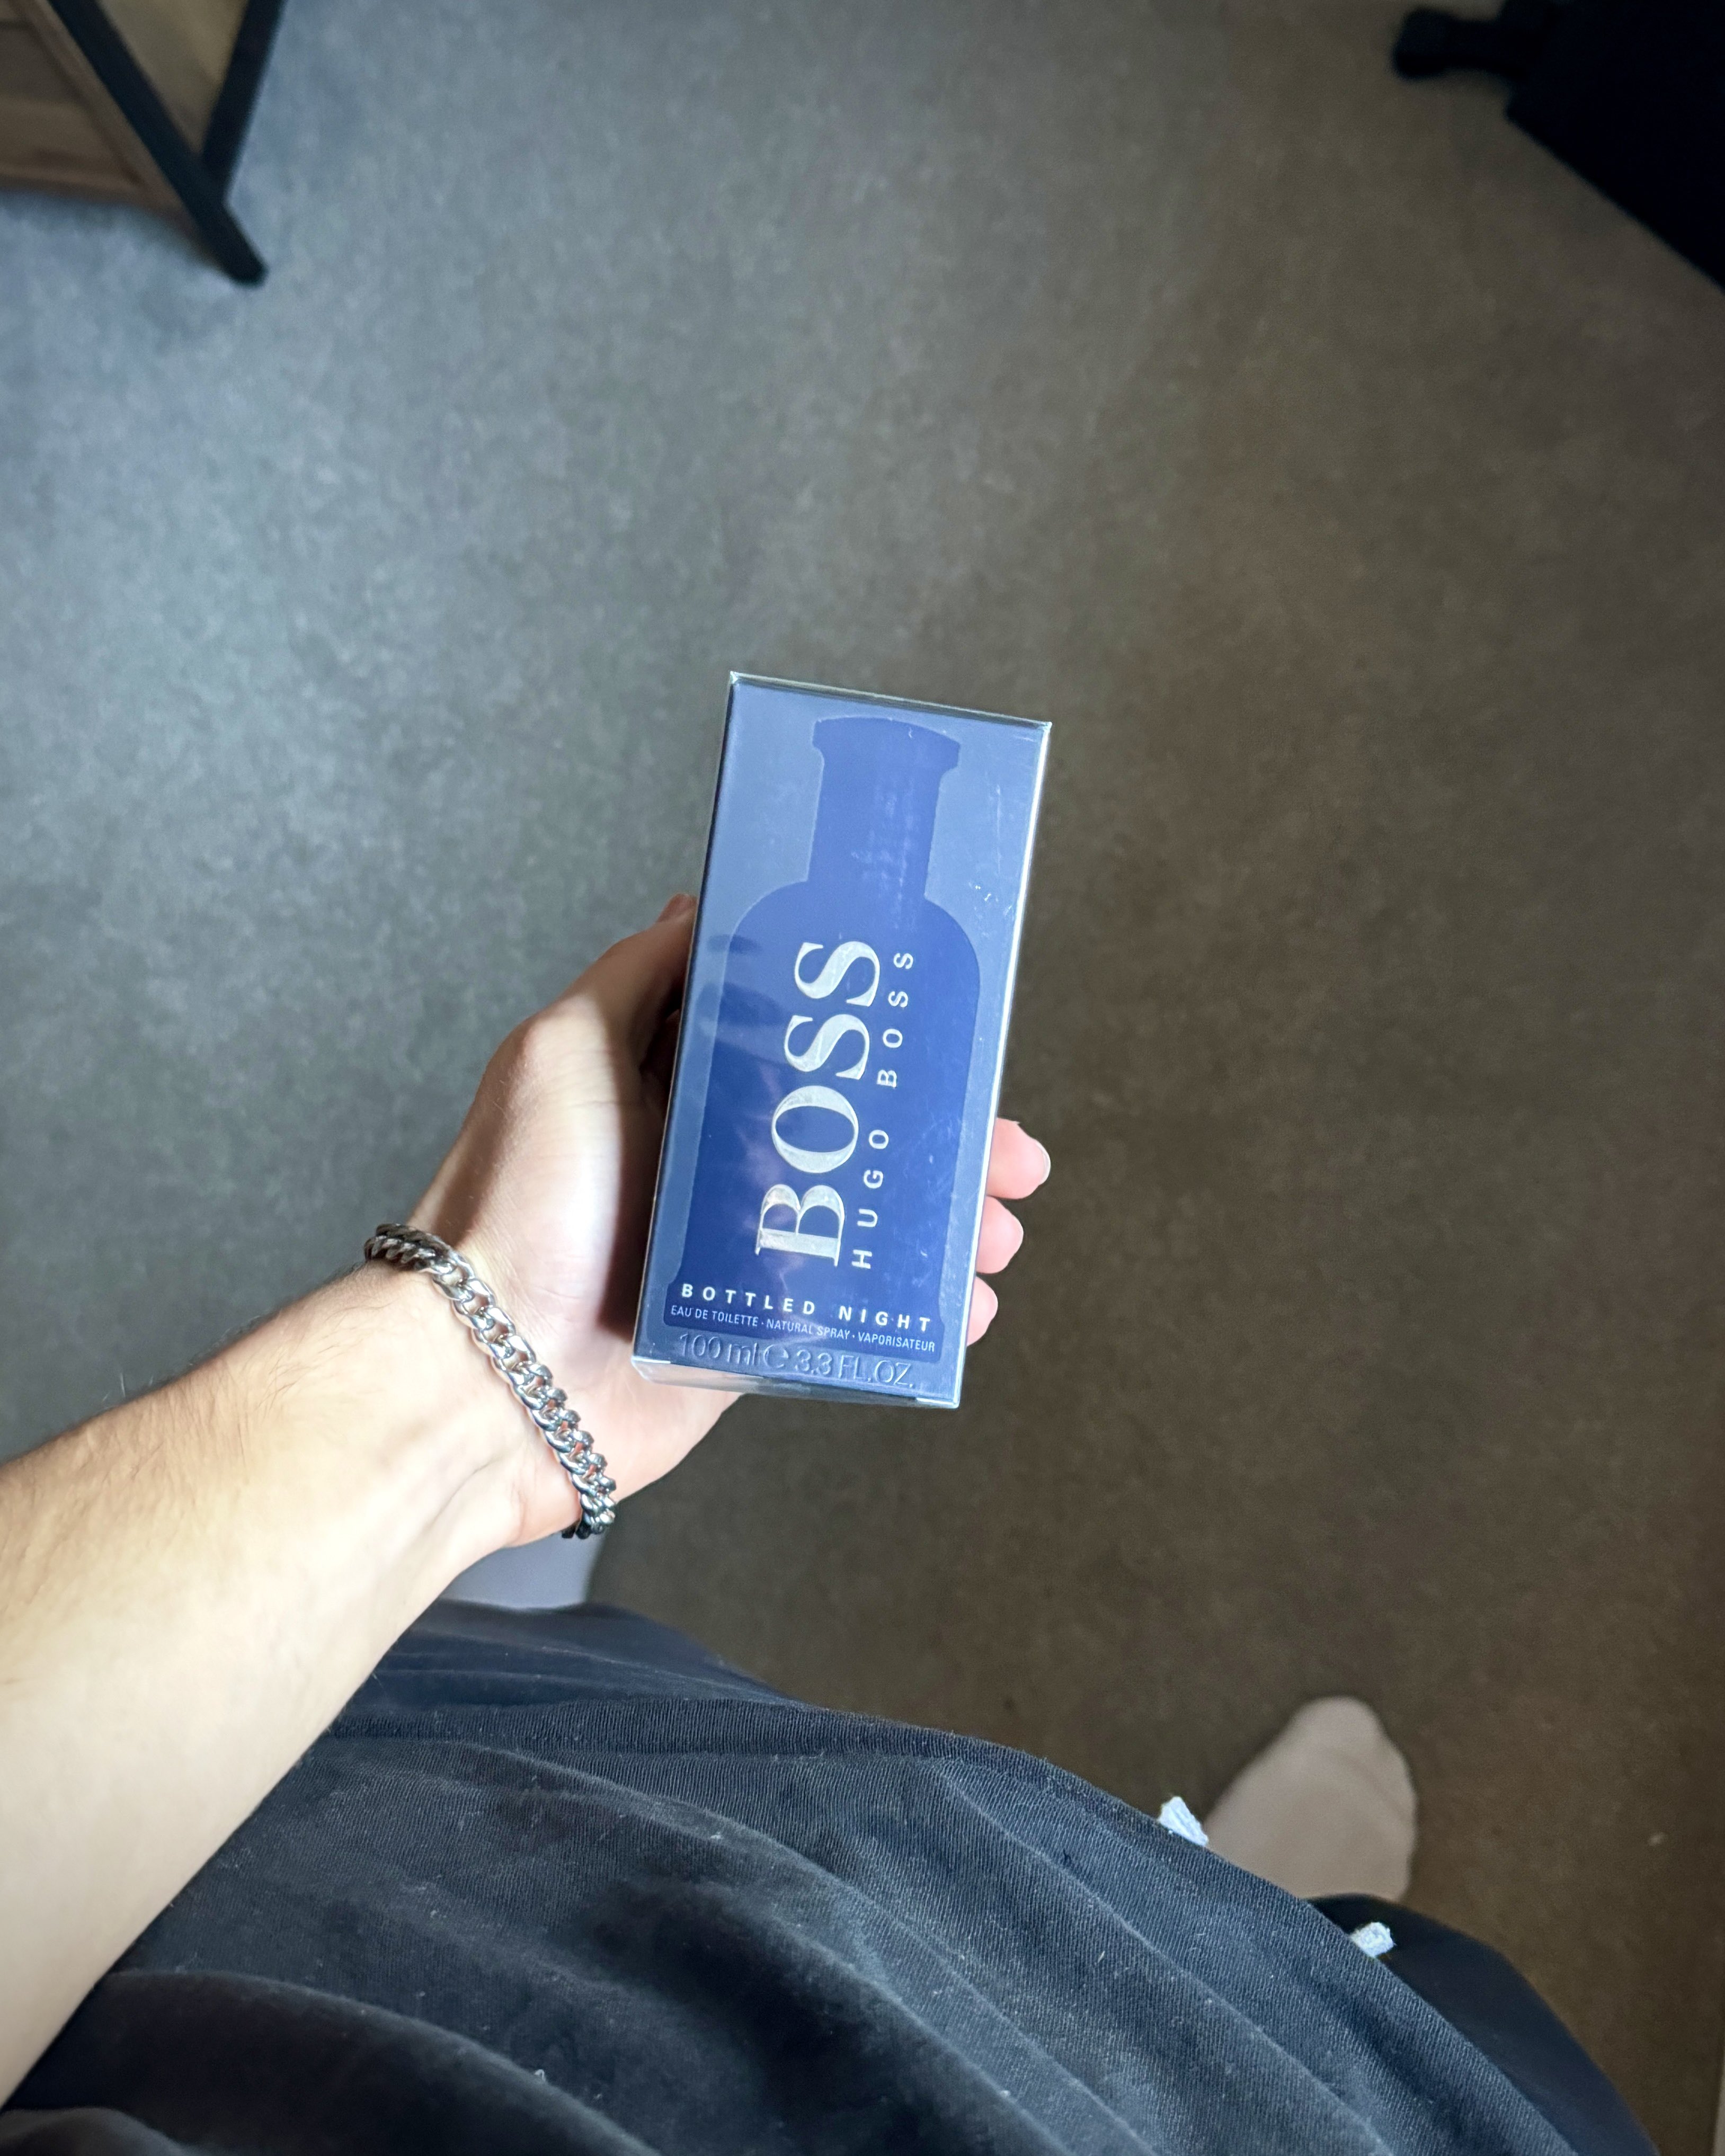 BOSS
HUGO BOSS
BOTTLED NIGHT
EAU DE TOILETTE · NATURAL SPRAY · VAPORISATEUR
100 ml ℮ 3.3 FL.OZ.